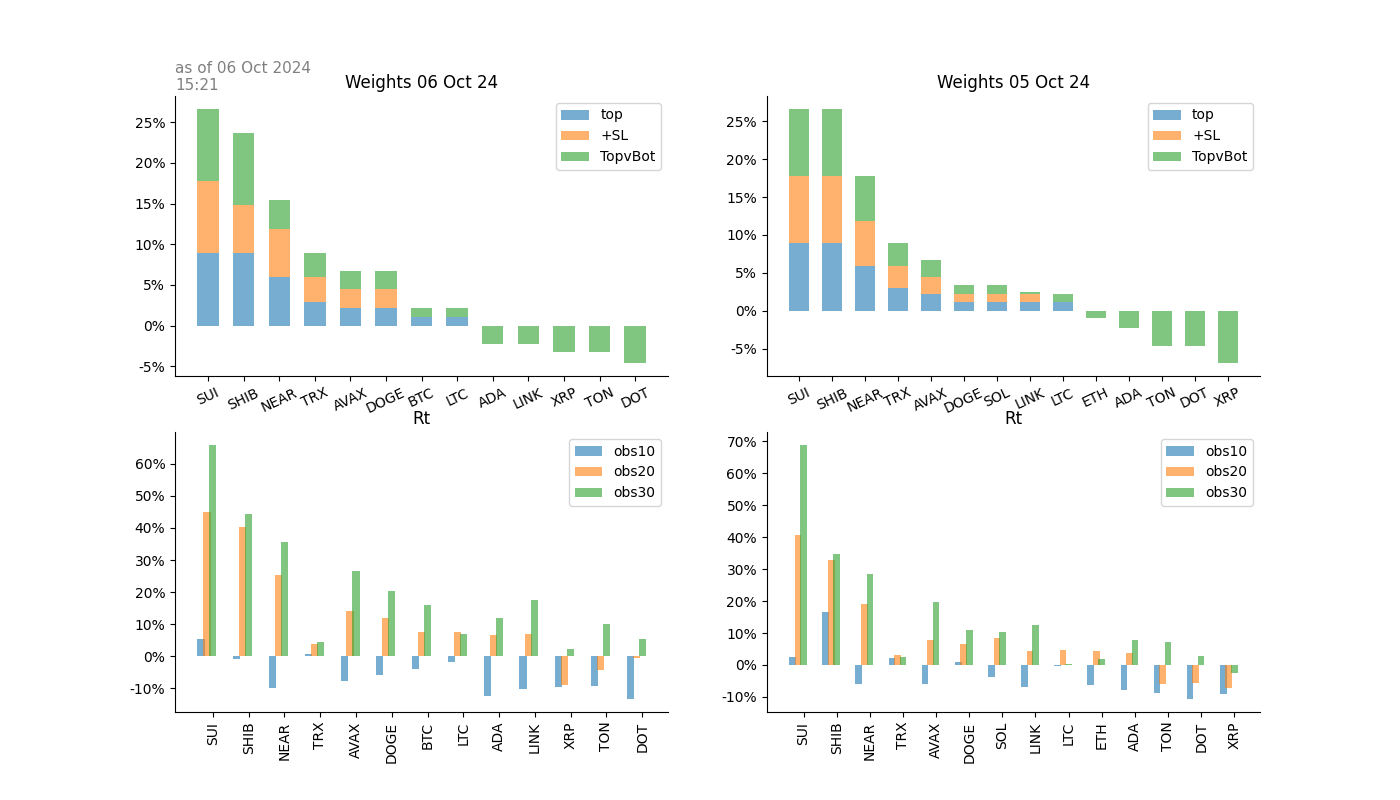 as of 06 Oct 2024
15:21
Weights 06 Oct 24
25%
20%
15%
10%
5%
0%
-5%
top
+SL
TopvBot
SUI SHIB NEAR TRX AVAX DOGE BTC LTC ADA LINK XRP TON DOT
Weights 05 Oct 24
25%
20%
15%
10%
5%
0%
-5%
top
+SL
TopvBot
SUI SHIB NEAR TRX AVAX DOGE SOL LINK LTC ETH ADA TON DOT XRP
Rt
60%
50%
40%
30%
20%
10%
0%
-10%
obs10
obs20
obs30
SUI SHIB NEAR TRX AVAX DOGE BTC LTC ADA LINK XRP TON DOT
Rt
70%
60%
50%
40%
30%
20%
10%
0%
-10%
obs10
obs20
obs30
SUI SHIB NEAR TRX AVAX DOGE SOL LINK LTC ETH ADA TON DOT XRP